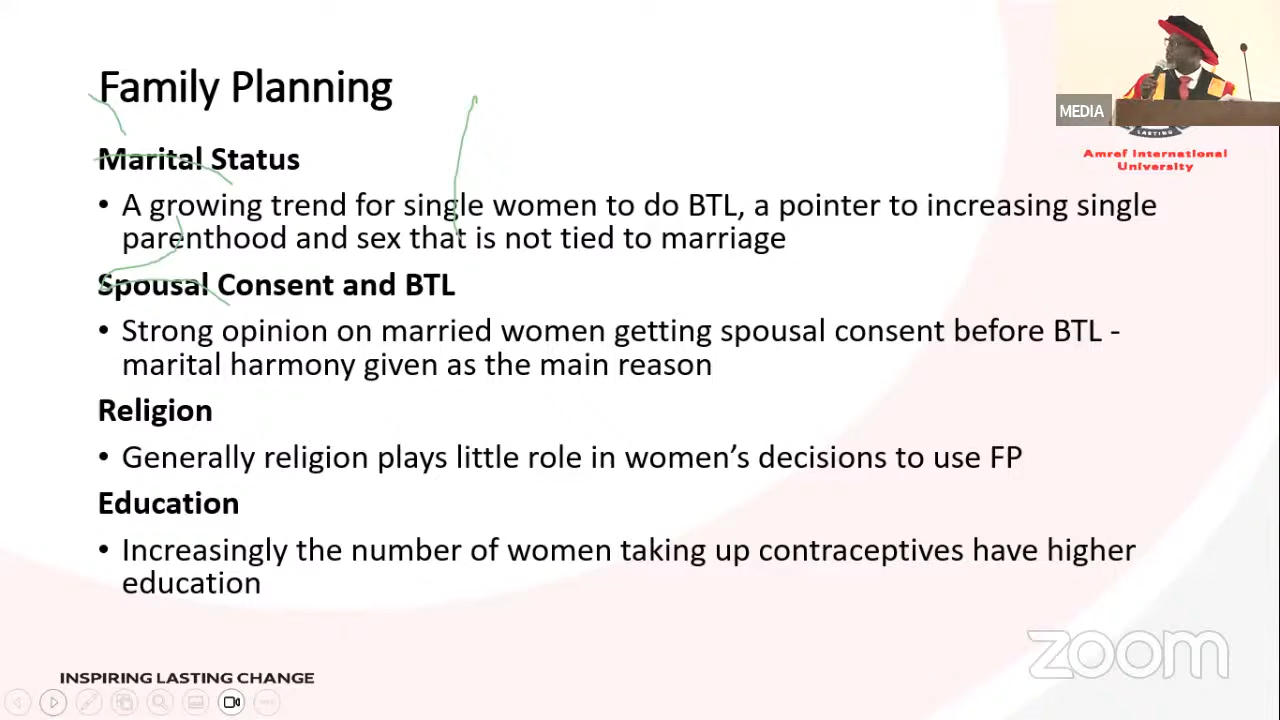 Family Planning
MEDIA
LASTING
Amref International
University
Marital Status
• A growing trend for single women to do BTL, a pointer to increasing single
parenthood and sex that is not tied to marriage
Spousal Consent and BTL
• Strong opinion on married women getting spousal consent before BTL -
marital harmony given as the main reason
Religion
• Generally religion plays little role in women’s decisions to use FP
Education
• Increasingly the number of women taking up contraceptives have higher
education
zoom
INSPIRING LASTING CHANGE